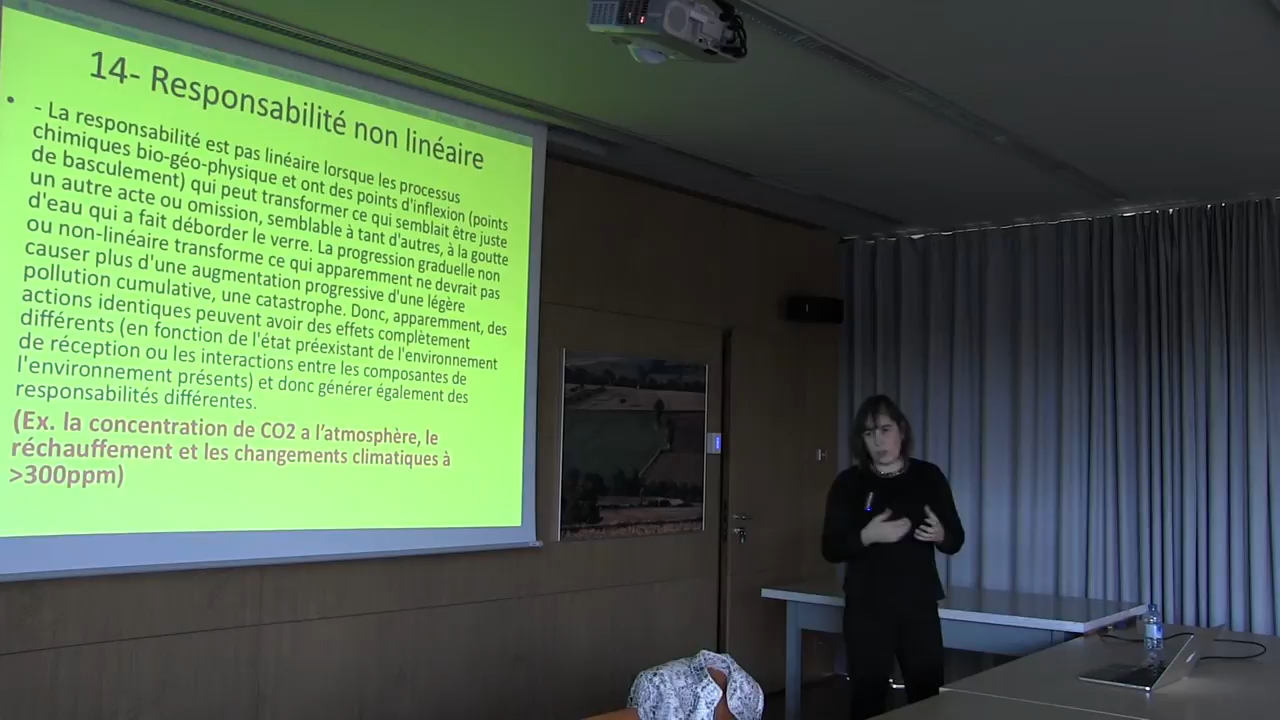 14- Responsabilité non linéaire
• - La responsabilité est pas linéaire lorsque les processus
chimiques bio-géo-physique et ont des points d'inflexion (points
de basculement) qui peut transformer ce qui semblait être juste
un autre acte ou omission, semblable à tant d'autres, à la goutte
d'eau qui a fait déborder le verre. La progression graduelle non
ou non-linéaire transforme ce qui apparemment ne devrait pas
causer plus d'une augmentation progressive d'une légère
pollution cumulative, une catastrophe. Donc, apparemment, des
actions identiques peuvent avoir des effets complètement
différents (en fonction de l'état préexistant de l'environnement
de réception ou les interactions entre les composantes de
l'environnement présents) et donc générer également des
responsabilités différentes.
(Ex. la concentration de CO2 a l’atmosphère, le
réchauffement et les changements climatiques à
>300ppm)